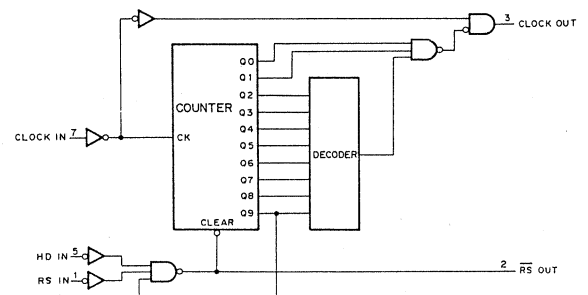 3 CLOCK OUT
Q0
Q1
Q2
COUNTER
Q3
Q4
CLOCK IN 7
CK
Q5
DECODER
Q6
Q7
Q8
Q9
CLEAR
HD IN 5
2 RS OUT
RS IN 1